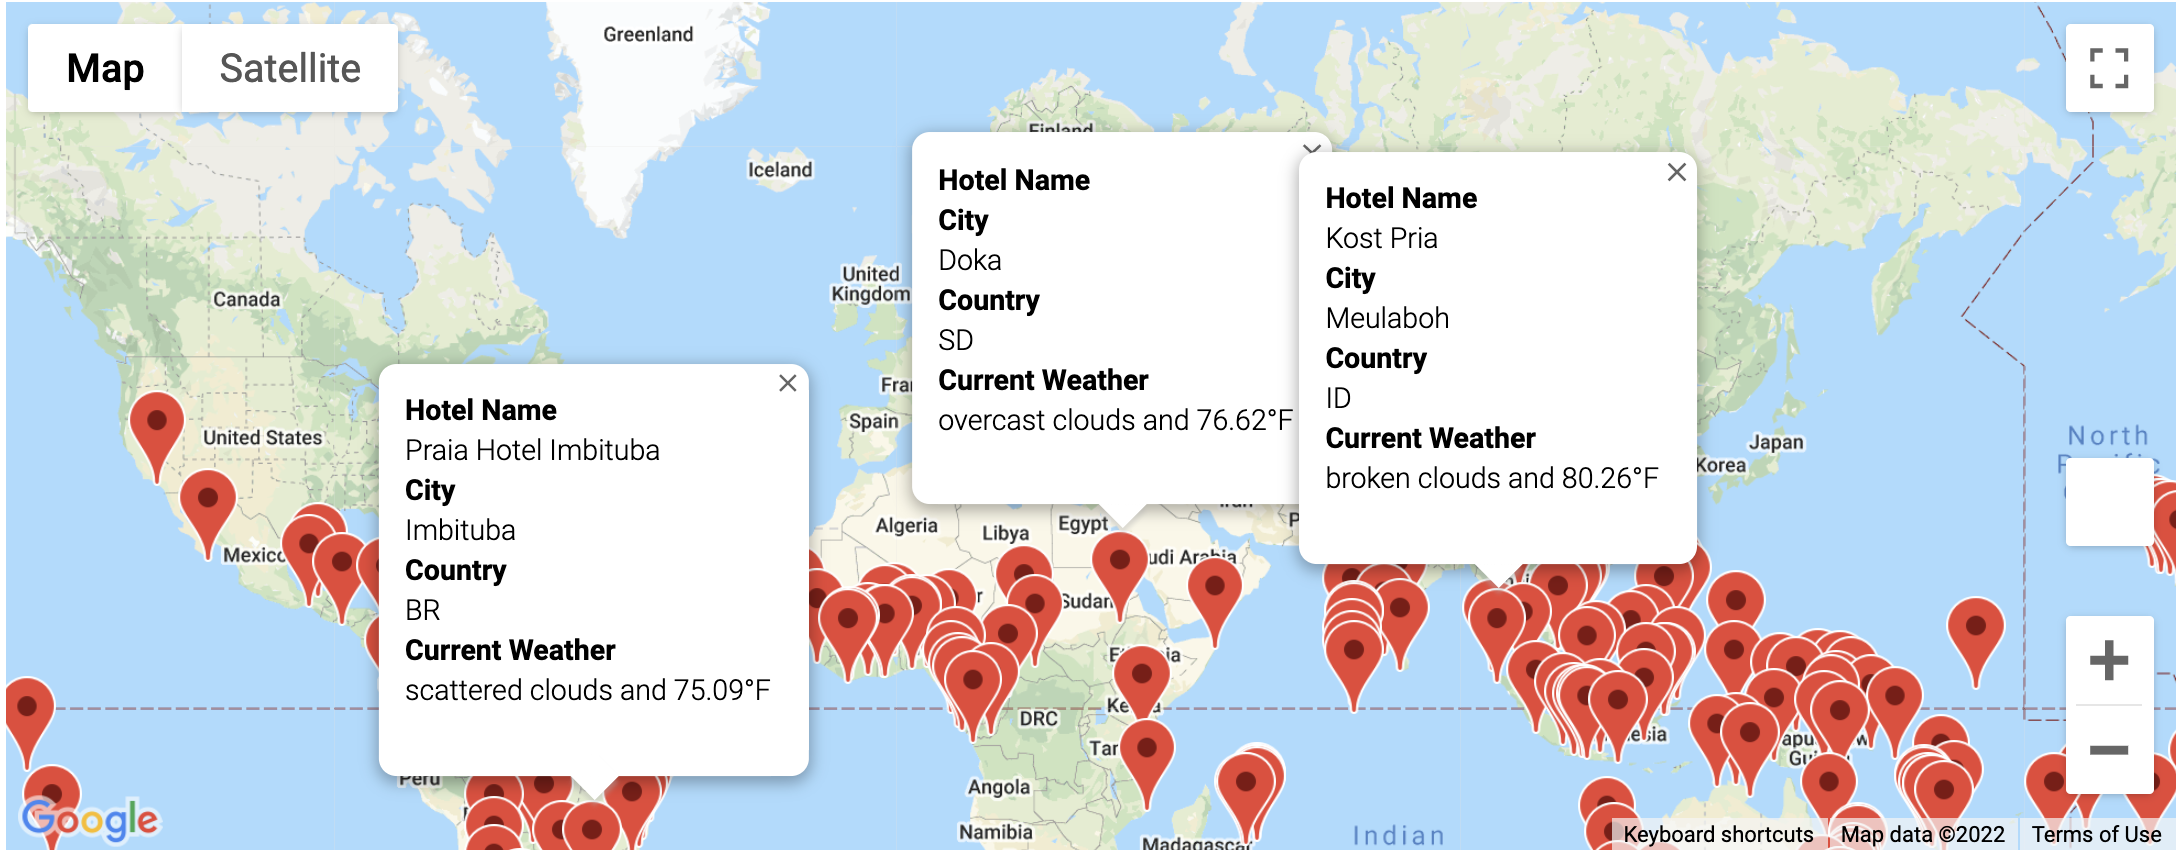 Map
Satellite
Greenland
Finland
Iceland
United
Kingdom
Canada
United States
Spain
Mexico
Algeria
Libya
Egypt
Sudan
DRC
Angola
Namibia
Madagascar
Peru
Japan
Korea
North
Indian
Hotel Name
Praia Hotel Imbituba
City
Imbituba
Country
BR
Current Weather
scattered clouds and 75.09°F
Hotel Name
City
Doka
Country
SD
Current Weather
overcast clouds and 76.62°F
Hotel Name
Kost Pria
City
Meulaboh
Country
ID
Current Weather
broken clouds and 80.26°F
Google
Keyboard shortcuts
Map data ©2022
Terms of Use